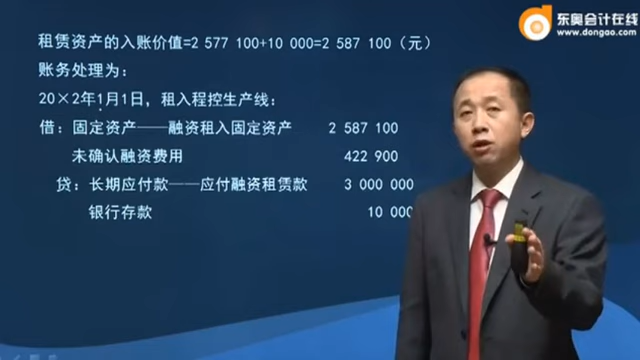 东奥会计在线
www.dongao.com
租赁资产的入账价值=2 577 100+10 000=2 587 100（元）
账务处理为：
20×2年1月1日，租入程控生产线：
借：固定资产——融资租入固定资产 2 587 100
未确认融资费用 422 900
贷：长期应付款——应付融资租赁款 3 000 000
银行存款 10 000